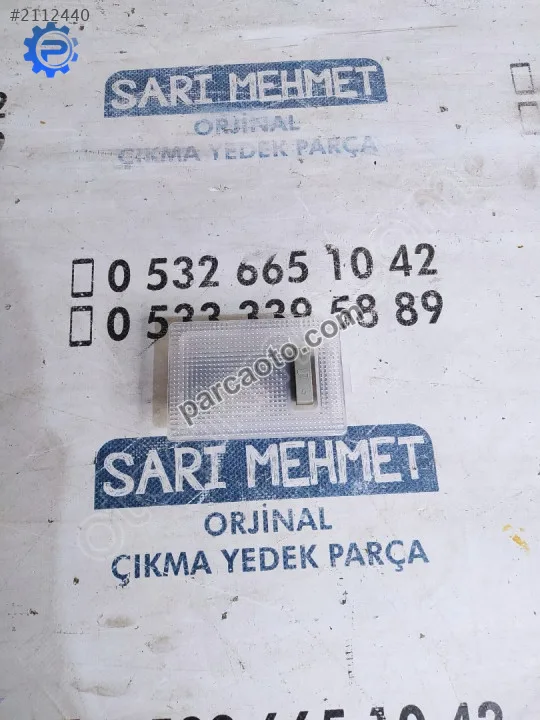 #2112440
SARI MEHMET
ORJİNAL
ÇIKMA YEDEK PARÇA
0 532 665 10 42
0 533 339 58 89
parcaoto.com
SARI MEHMET
ORJİNAL
ÇIKMA YEDEK PARÇA